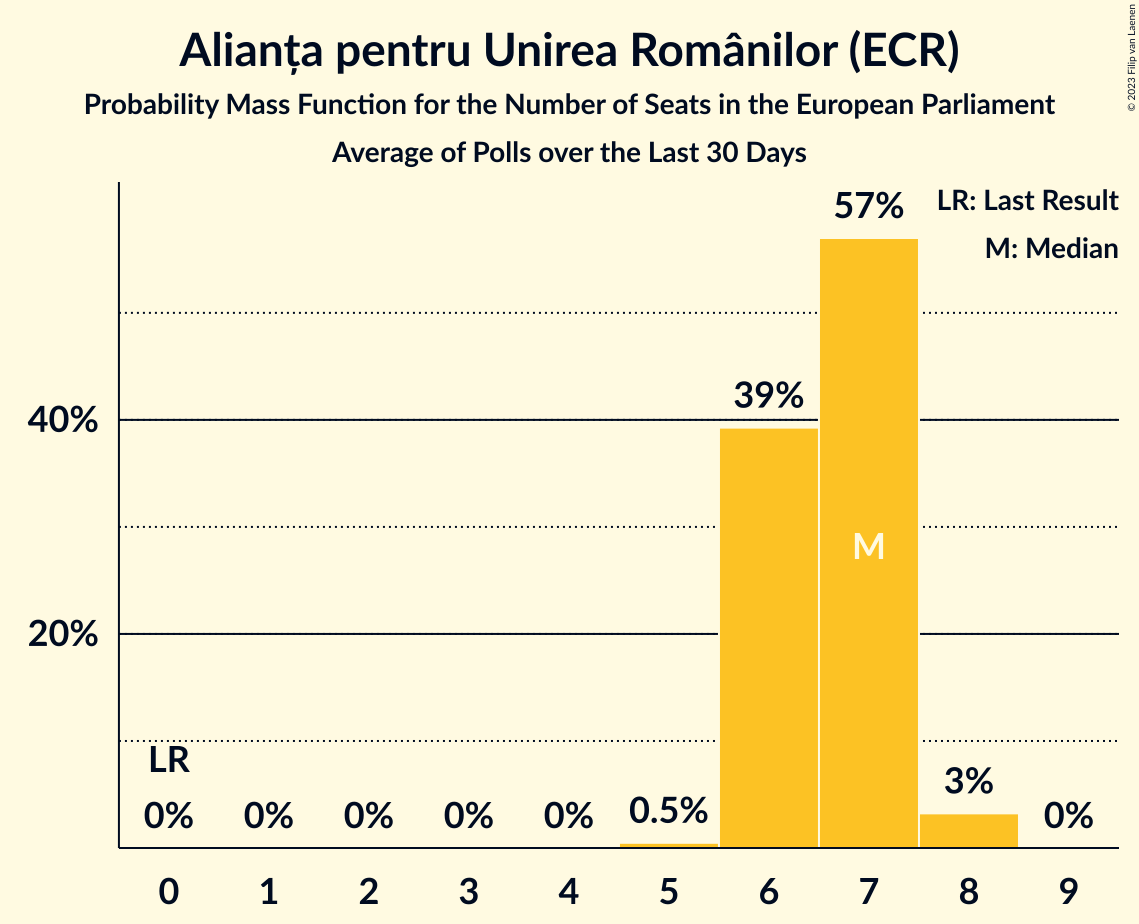 Alianța pentru Unirea Românilor (ECR)
Probability Mass Function for the Number of Seats in the European Parliament
Average of Polls over the Last 30 Days
© 2023 Filip van Laenen
LR: Last Result
M: Median
57%
39%
40%
M
20%
LR
0% 0% 0% 0% 0% 0.5% 3% 0%
0 1 2 3 4 5 6 7 8 9